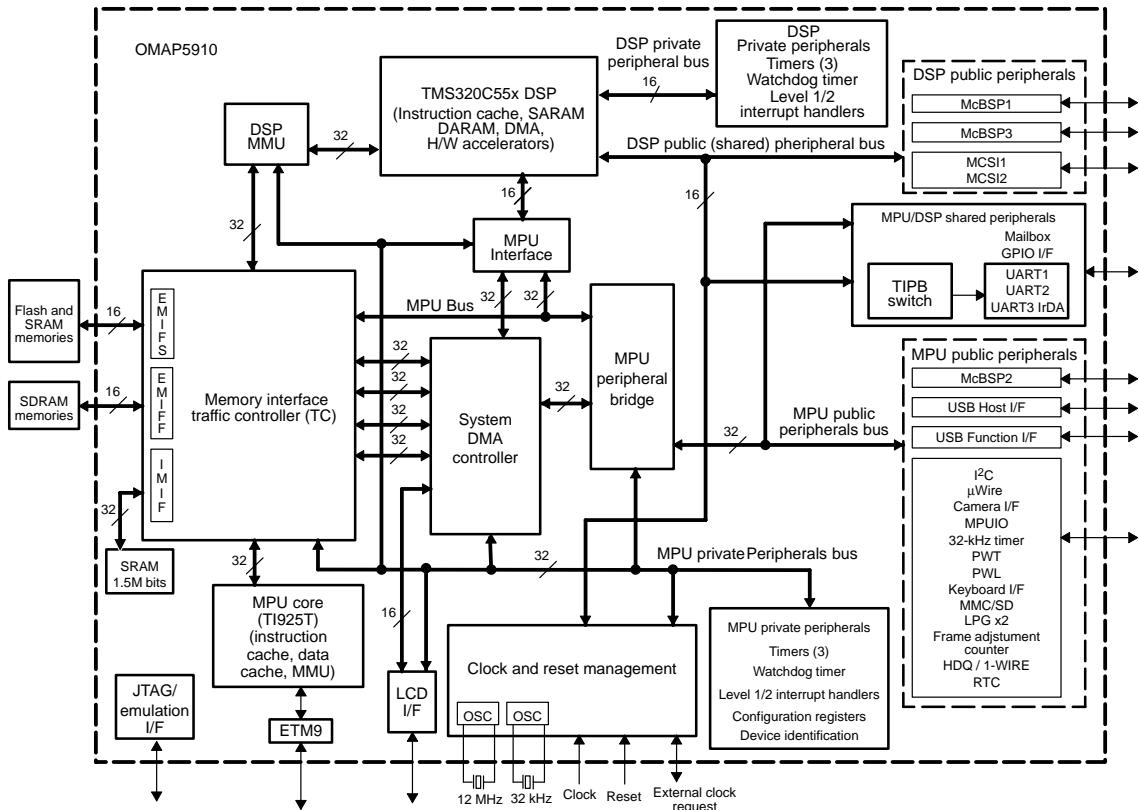 OMAP5910
DSP private
peripheral bus
16
DSP
Private peripherals
Timers (3)
Watchdog timer
Level 1/2
interrupt handlers
DSP public peripherals
McBSP1
McBSP3
MCSI1
MCSI2
TMS320C55x DSP
(Instruction cache, SARAM
DARAM, DMA,
H/W accelerators)
DSP
MMU
32
DSP public (shared) pheripheral bus
16
16
32
MPU
Interface
MPU/DSP shared peripherals
Mailbox
GPIO I/F
TIPB
switch
UART1
UART2
UART3 IrDA
Flash and
SRAM
memories
16
E
M
I
F
S
SDRAM
memories
16
E
M
I
F
F
I
M
I
F
32
SRAM
1.5M bits
Memory interface
traffic controller (TC)
MPU Bus
32
32
32
32
32
32
System
DMA
controller
32
MPU
peripheral
bridge
32
MPU public
peripherals bus
MPU public peripherals
McBSP2
USB Host I/F
USB Function I/F
I2C
µWire
Camera I/F
MPUIO
32-kHz timer
PWT
PWL
Keyboard I/F
MMC/SD
LPG x2
Frame adjstument
counter
HDQ / 1-WIRE
RTC
32
32
MPU private Peripherals bus
MPU core
(TI925T)
(instruction
cache, data
cache, MMU)
16
JTAG/
emulation
I/F
ETM9
LCD
I/F
Clock and reset management
OSC
OSC
12 MHz
32 kHz
Clock
Reset
External clock
request
MPU private peripherals
Timers (3)
Watchdog timer
Level 1/2 interrupt handlers
Configuration registers
Device identification